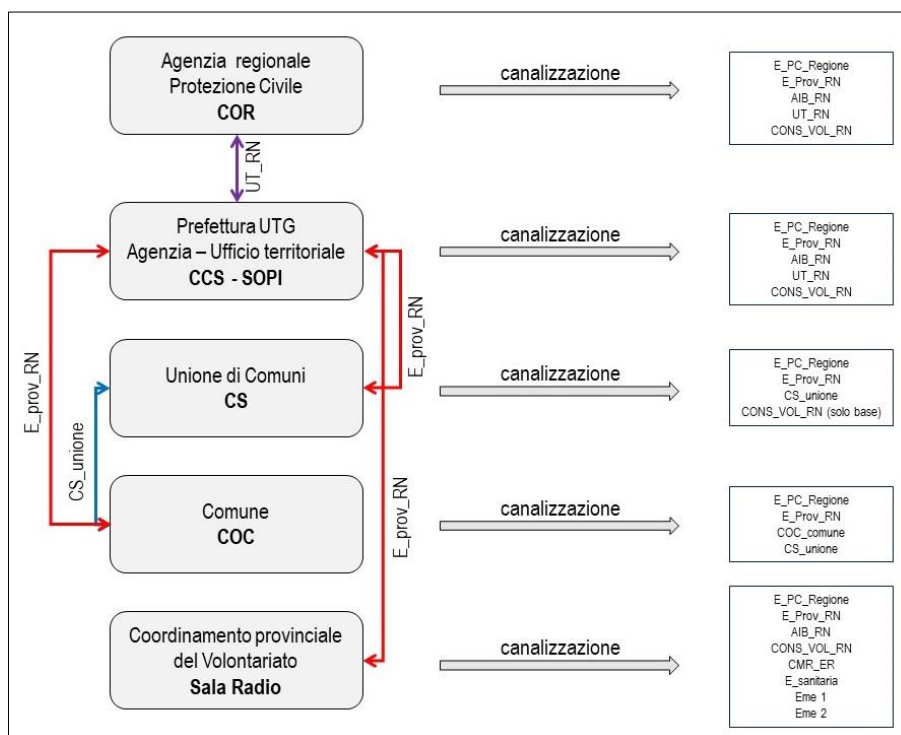 Agenzia regionale
Protezione Civile
COR
canalizzazione
E_PC_Regione
E_Prov_RN
AIB_RN
UT_RN
CONS_VOL_RN
UT_RN
Prefettura UTG
Agenzia – Ufficio territoriale
CCS - SOPI
canalizzazione
E_PC_Regione
E_Prov_RN
AIB_RN
UT_RN
CONS_VOL_RN
E_prov_RN
E_prov_RN
Unione di Comuni
CS
canalizzazione
E_PC_Regione
E_Prov_RN
CS_unione
CONS_VOL_RN (solo base)
CS_unione
E_prov_RN
Comune
COC
canalizzazione
E_PC_Regione
E_Prov_RN
COC_comune
CS_unione
Coordinamento provinciale
del Volontariato
Sala Radio
canalizzazione
E_PC_Regione
E_Prov_RN
AIB_RN
CONS_VOL_RN
CMR_ER
E_sanitaria
Eme 1
Eme 2